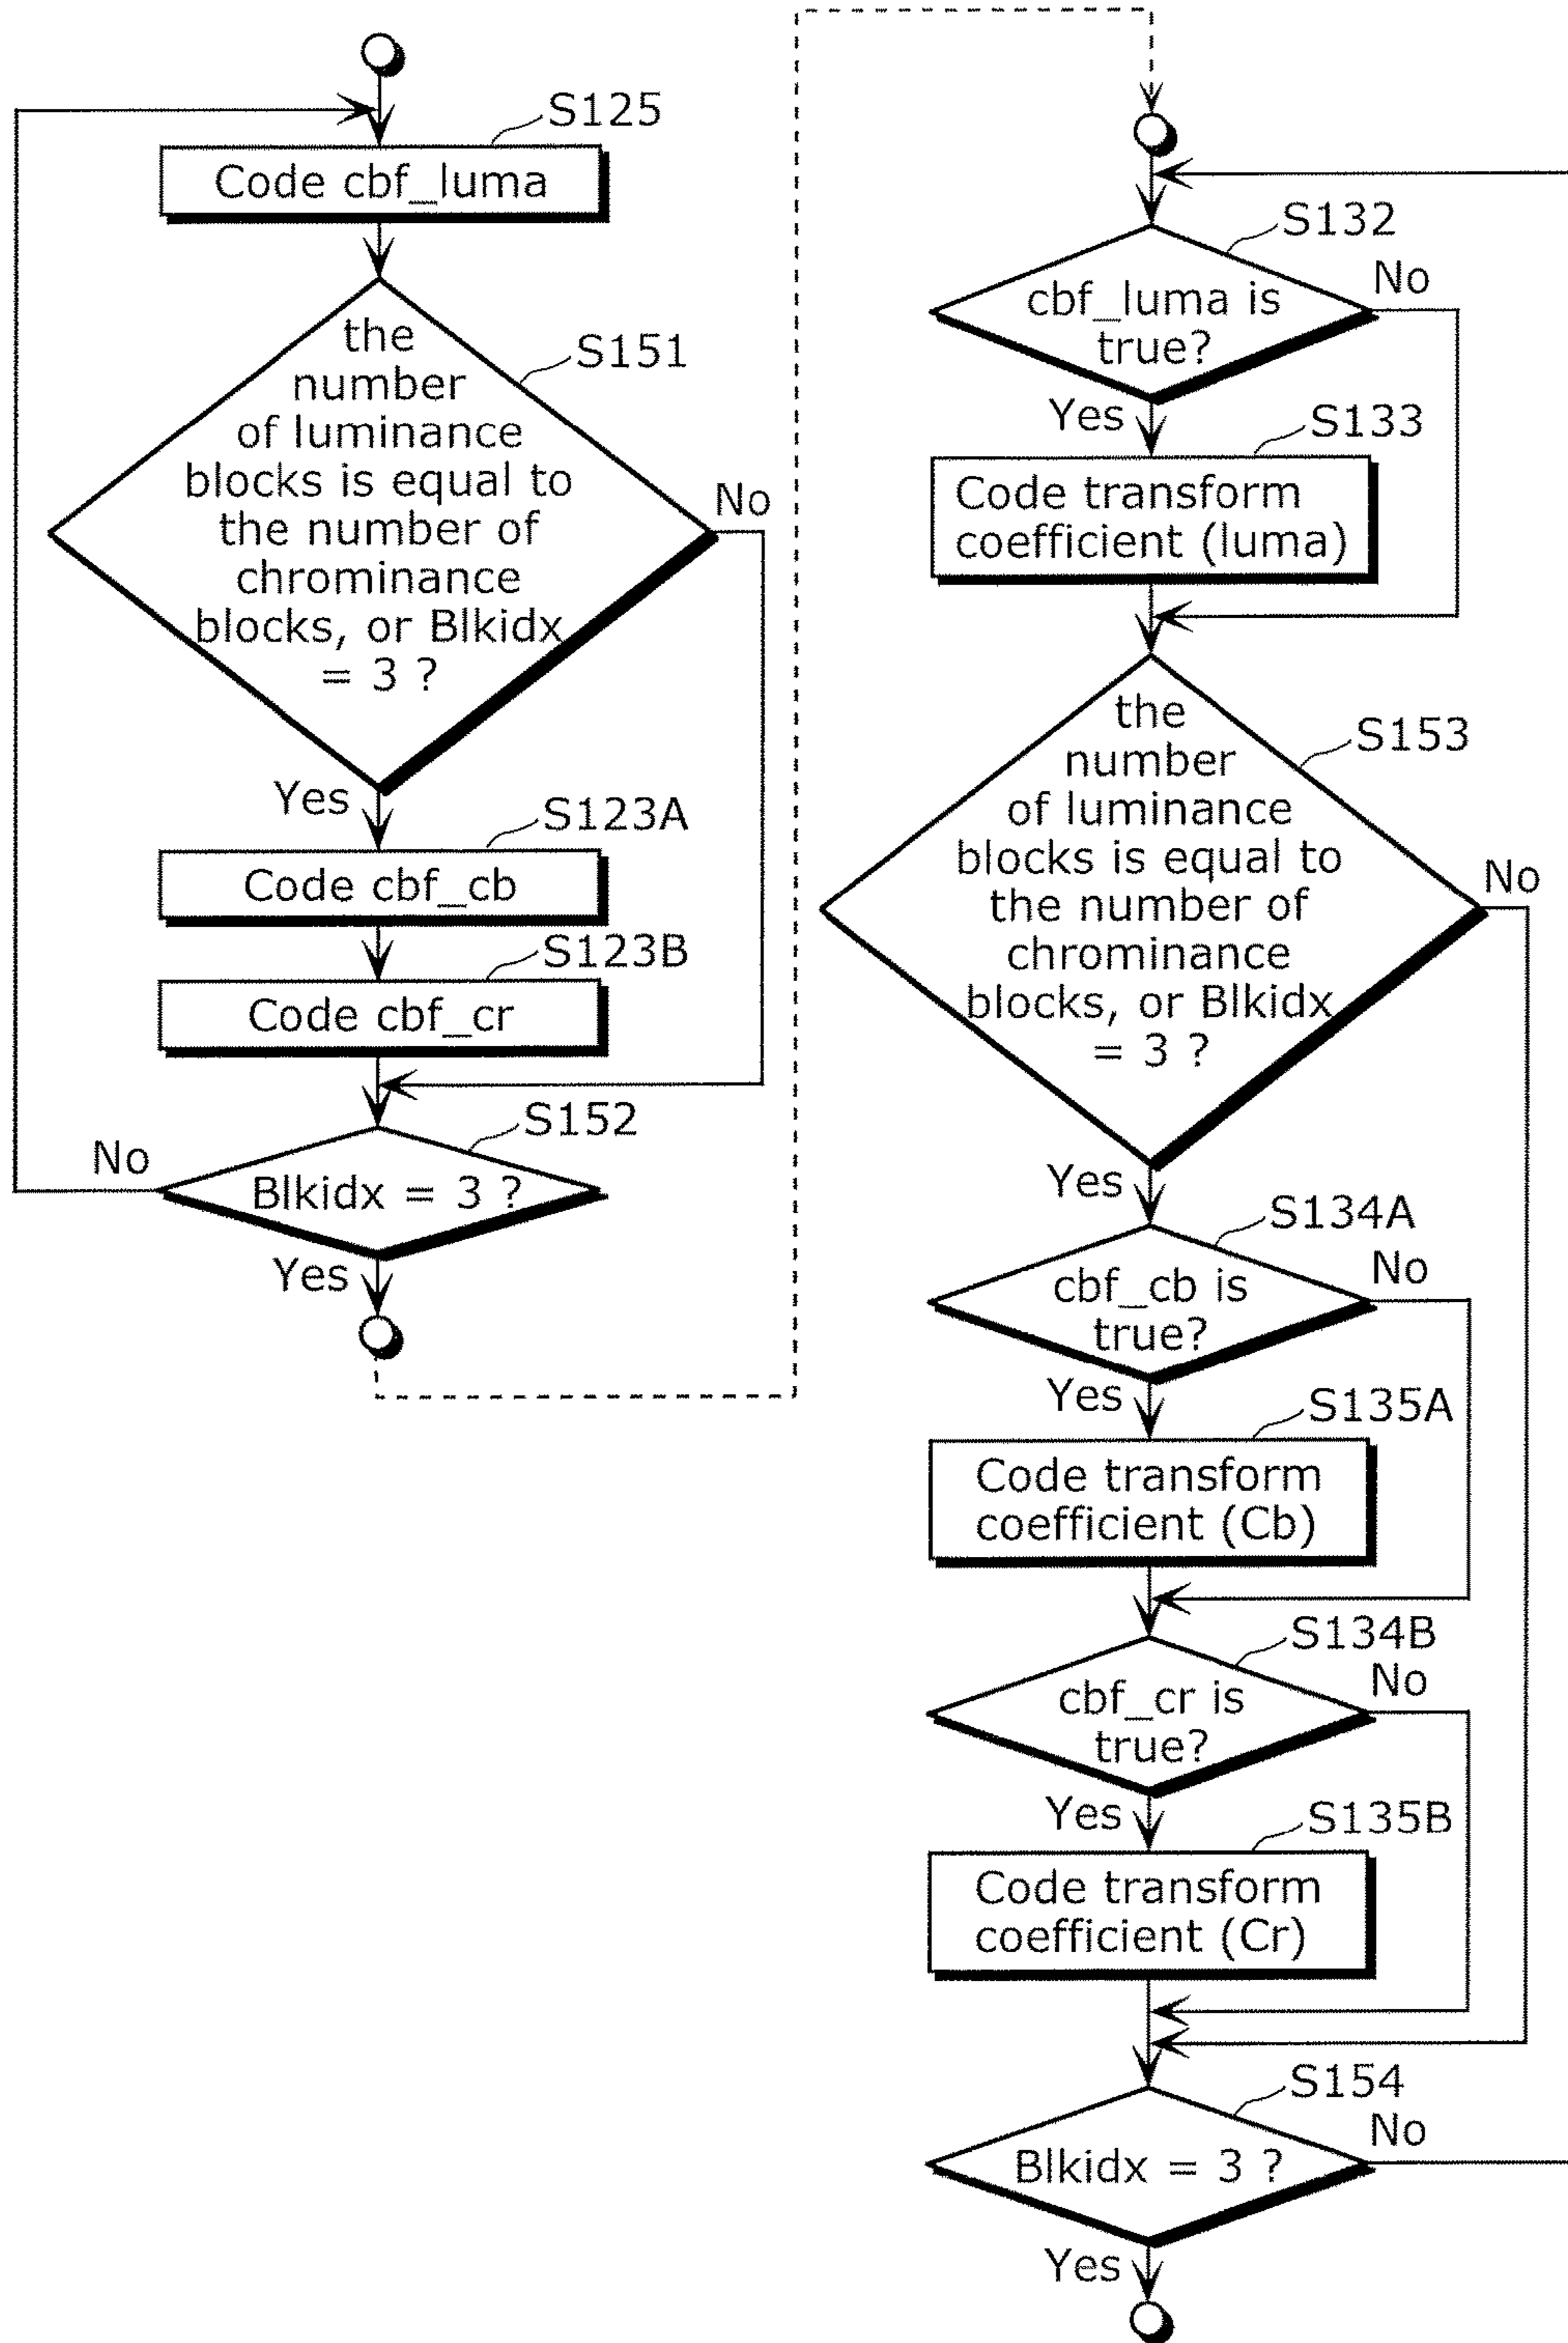 S125
Code cbf_luma
the
number
of luminance
blocks is equal to
the number of
chrominance
blocks, or Blkidx
= 3 ?
S151
No
Yes
S123A
Code cbf_cb
S123B
Code cbf_cr
S152
No
Blkidx = 3 ?
Yes
S132
cbf_luma is
true?
No
Yes
S133
Code transform
coefficient (luma)
the
number
of luminance
blocks is equal to
the number of
chrominance
blocks, or Blkidx
= 3 ?
S153
No
Yes
S134A
cbf_cb is
true?
No
Yes
S135A
Code transform
coefficient (Cb)
S134B
cbf_cr is
true?
No
Yes
S135B
Code transform
coefficient (Cr)
S154
No
Blkidx = 3 ?
Yes